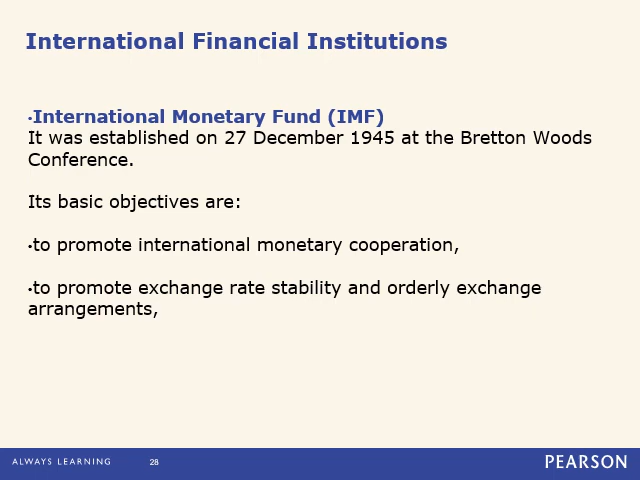 International Financial Institutions
•International Monetary Fund (IMF)
It was established on 27 December 1945 at the Bretton Woods
Conference.
Its basic objectives are:
•to promote international monetary cooperation,
•to promote exchange rate stability and orderly exchange
arrangements,
ALWAYS LEARNING 28 PEARSON